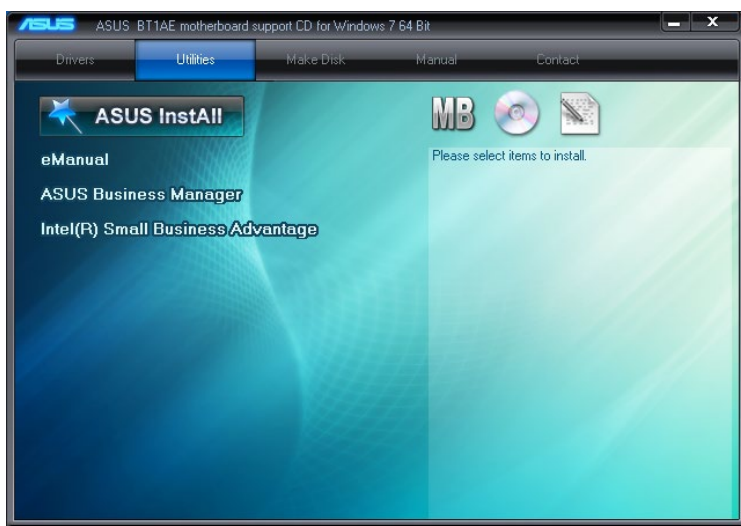 ASUS ASUS BT1AE motherboard support CD for Windows 7 64 Bit
Drivers Utilities Make Disk Manual Contact
ASUS InstAll
MB
eManual
Please select items to install.
ASUS Business Manager
Intel(R) Small Business Advantage